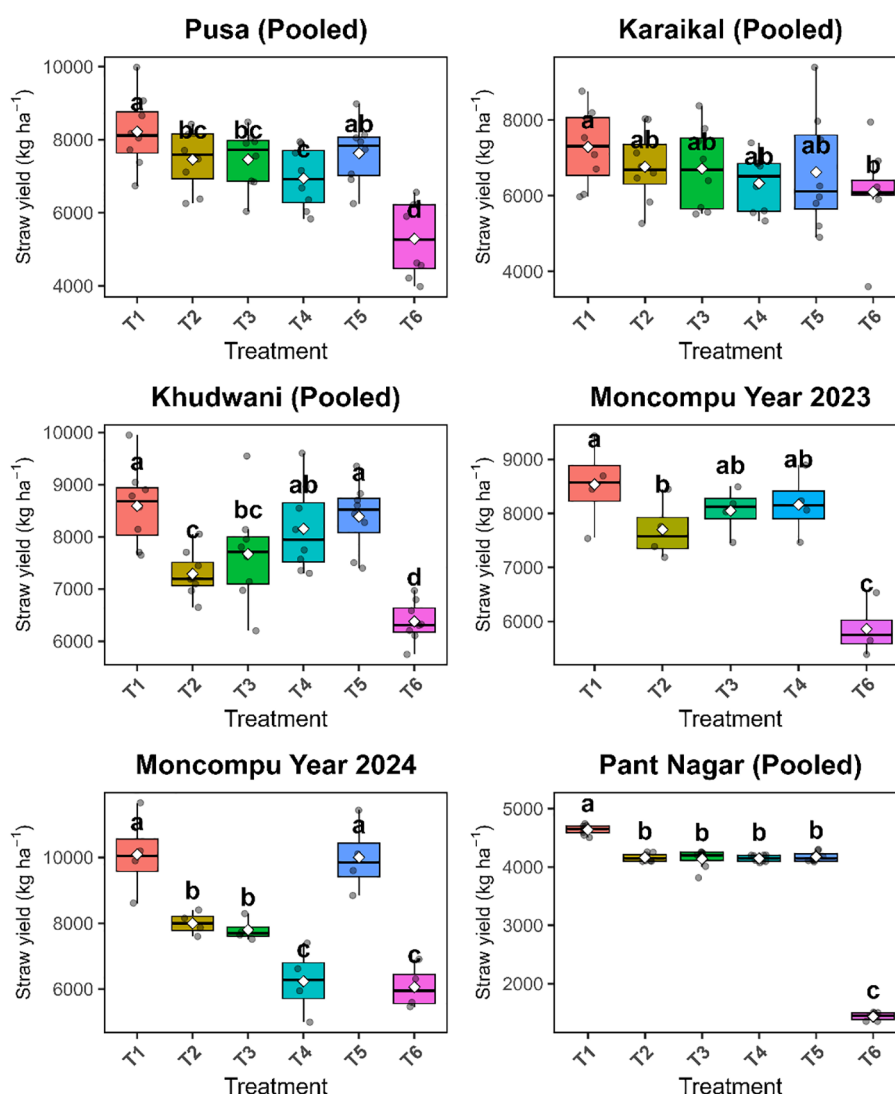 Pusa (Pooled)
Straw yield (kg ha⁻¹)
10000
8000
6000
4000
a
bc
bc
c
ab
d
T1 T2 T3 T4 T5 T6
Treatment
Karaikal (Pooled)
Straw yield (kg ha⁻¹)
8000
6000
4000
a
ab
ab
ab
ab
b
T1 T2 T3 T4 T5 T6
Treatment
Khudwani (Pooled)
Straw yield (kg ha⁻¹)
10000
9000
8000
7000
6000
a
c
bc
ab
a
d
T1 T2 T3 T4 T5 T6
Treatment
Moncompu Year 2023
Straw yield (kg ha⁻¹)
9000
8000
7000
6000
a
b
ab
ab
c
T1 T2 T3 T4 T6
Treatment
Moncompu Year 2024
Straw yield (kg ha⁻¹)
10000
8000
6000
a
b
b
c
a
c
T1 T2 T3 T4 T5 T6
Treatment
Pant Nagar (Pooled)
Straw yield (kg ha⁻¹)
5000
4000
3000
2000
a
b
b
b
b
c
T1 T2 T3 T4 T5 T6
Treatment